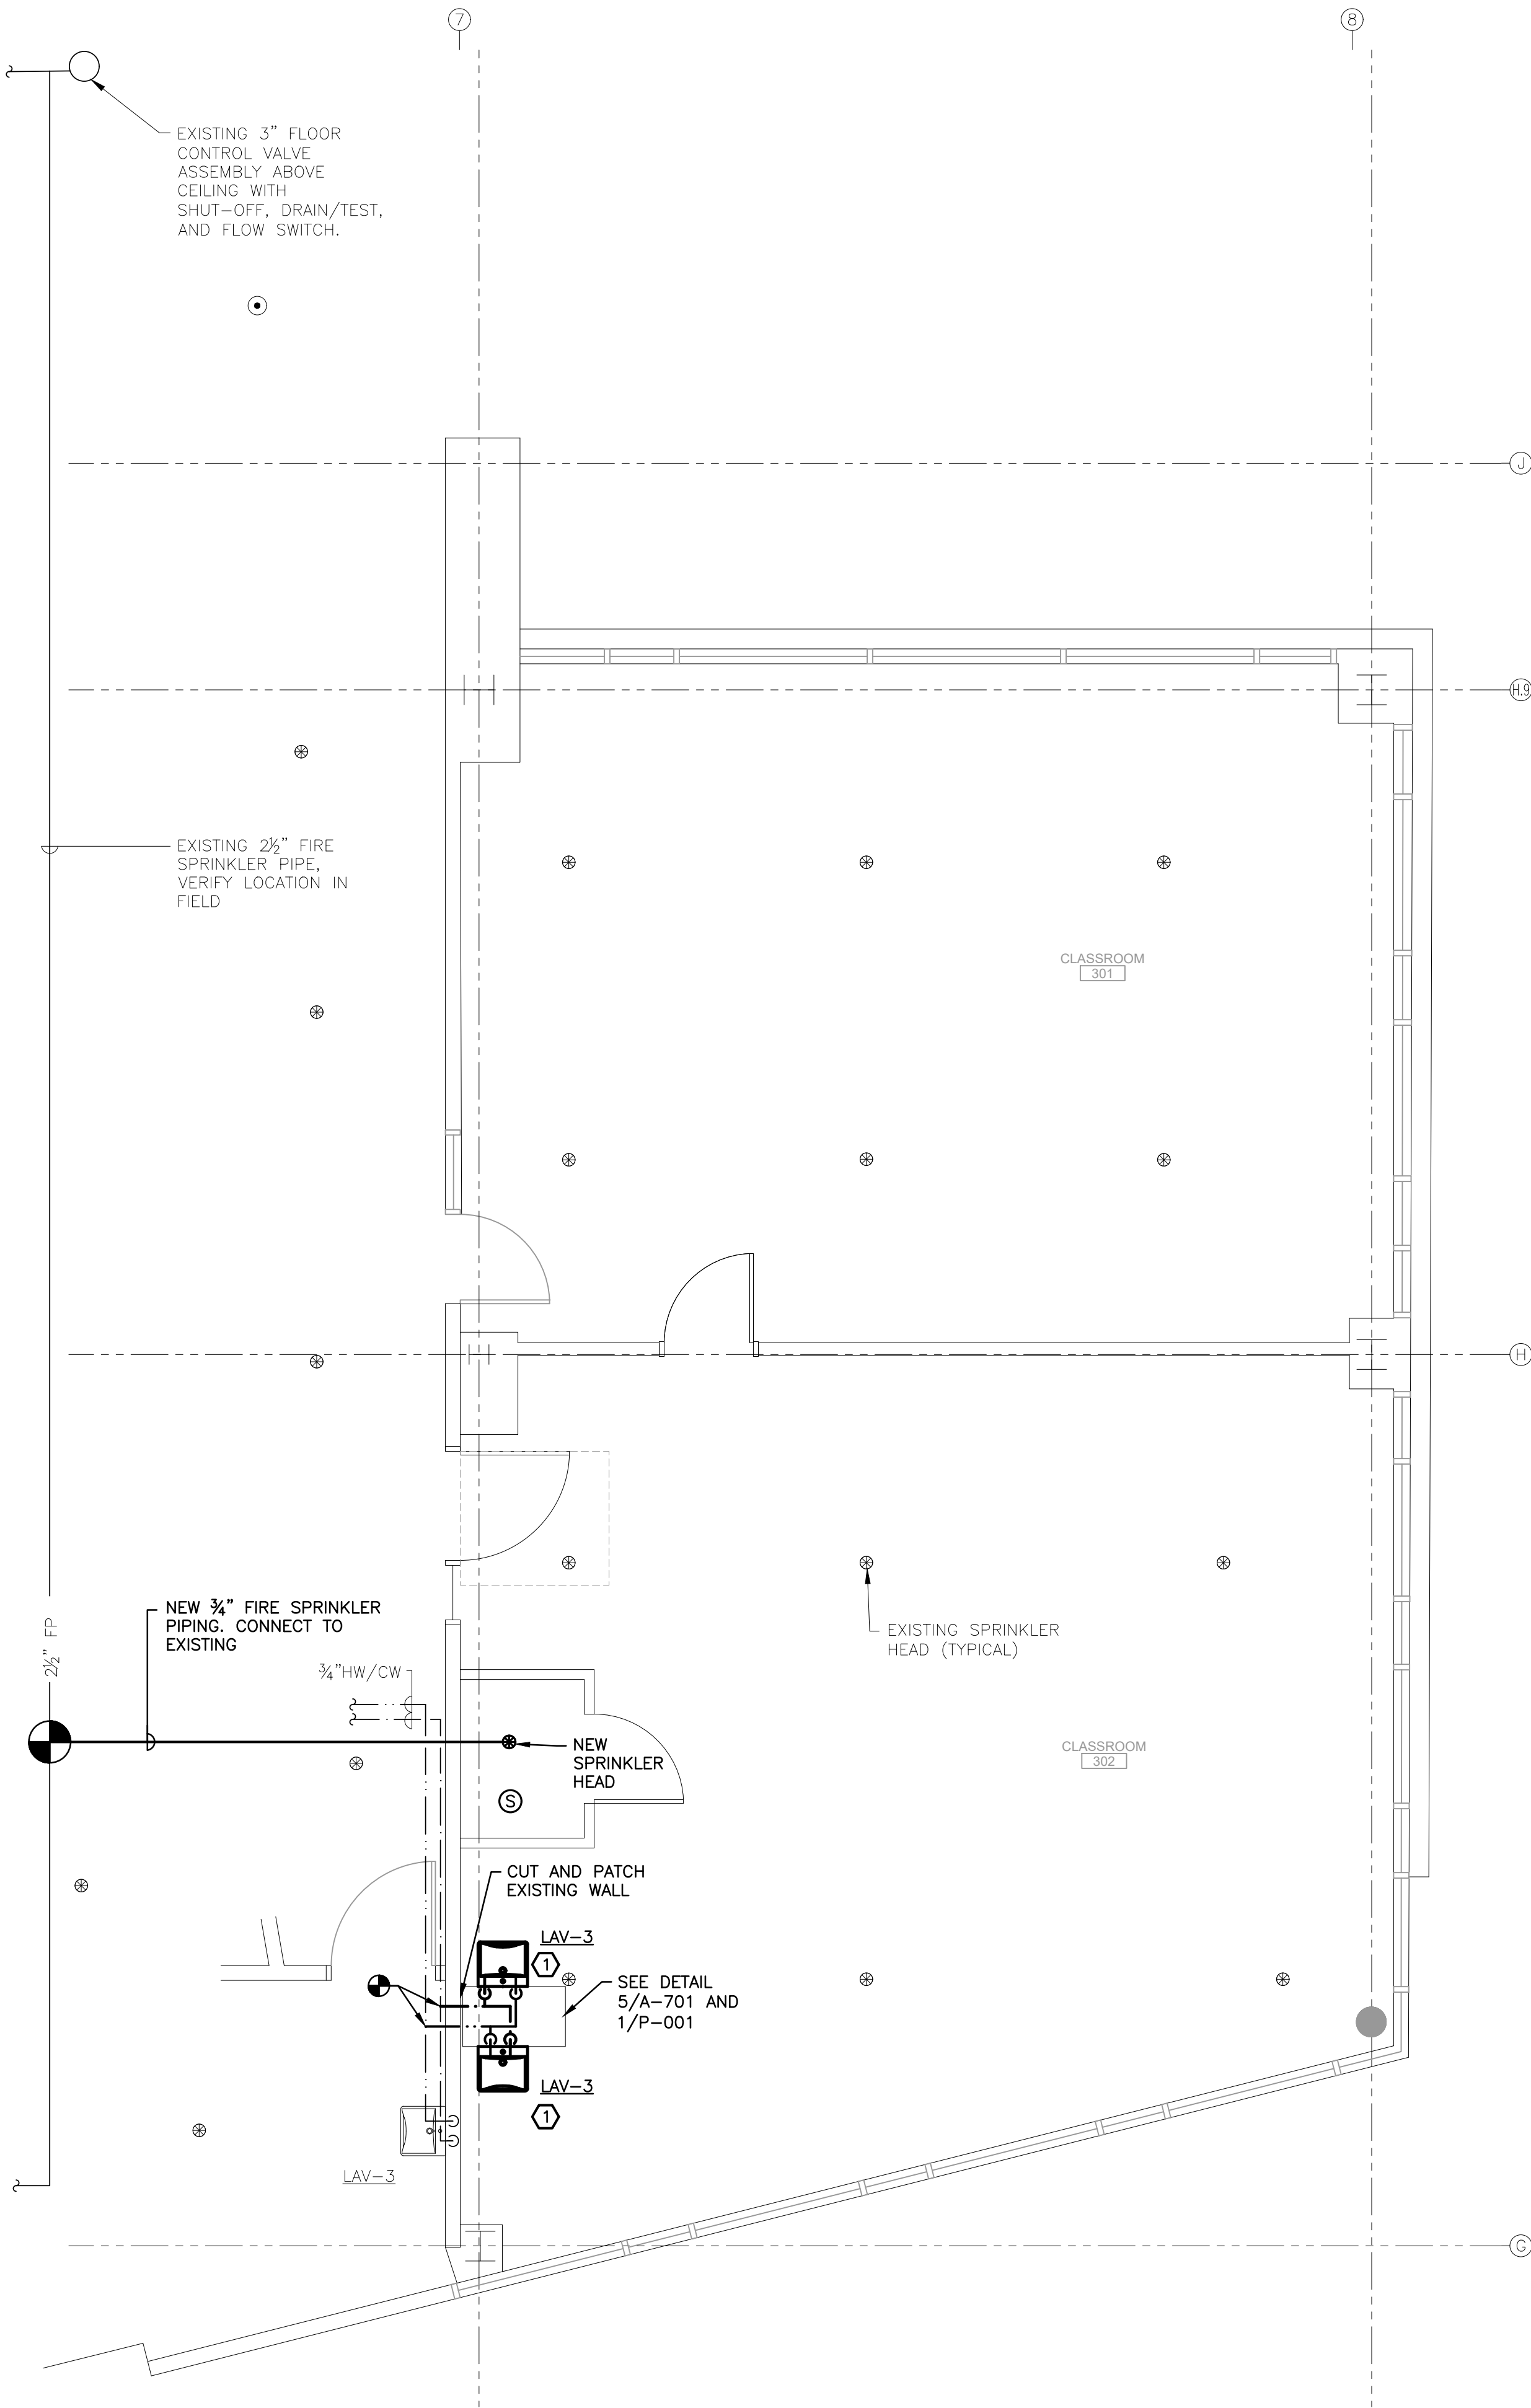 7
8
EXISTING 3" FLOOR
CONTROL VALVE
ASSEMBLY ABOVE
CEILING WITH
SHUT-OFF, DRAIN/TEST,
AND FLOW SWITCH.
J
H.9
EXISTING 2½" FIRE
SPRINKLER PIPE,
VERIFY LOCATION IN
FIELD
CLASSROOM
301
H
NEW ¾" FIRE SPRINKLER
PIPING. CONNECT TO
EXISTING
2½" FP
EXISTING SPRINKLER
HEAD (TYPICAL)
¾"HW/CW
NEW
SPRINKLER
HEAD
CLASSROOM
302
S
CUT AND PATCH
EXISTING WALL
LAV-3
1
SEE DETAIL
5/A-701 AND
1/P-001
LAV-3
1
LAV-3
G